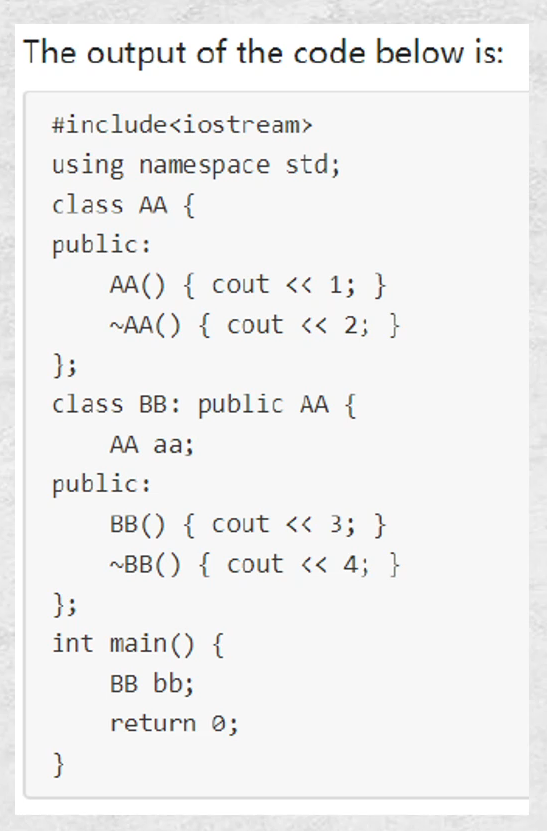 The output of the code below is:
#include<iostream>
using namespace std;
class AA {
public:
    AA() { cout << 1; }
    ~AA() { cout << 2; }
};
class BB: public AA {
    AA aa;
public:
    BB() { cout << 3; }
    ~BB() { cout << 4; }
};
int main() {
    BB bb;
    return 0;
}